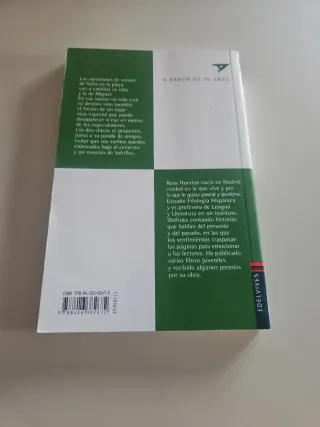 A PARTIR DE 10 AÑOS
Las vacaciones de verano
de Sofía en la playa
van a cambiar su vida
y la de Miguel.
En sus manos no solo está
su destino sino también
el futuro de un lugar
muy especial que puede
desaparecer si cae en manos
de los especuladores.
Los dos chicos se proponen,
junto a su panda de amigos,
evitar que sus sueños queden
enterrados bajo el cemento
y un montón de ladrillos.
Rosa Huertas nació en Madrid,
ciudad en la que vive y por
la que le gusta pasear y perderse.
Estudió Filología Hispánica
y es profesora de Lengua
y Literatura en un instituto.
Disfruta contando historias
que hablan del presente
y del pasado, en las que
los sentimientos traspasan
las páginas para emocionar
a los lectores. Ha publicado
varios libros juveniles
y recibido algunos premios
por su obra.
EDELVIVES